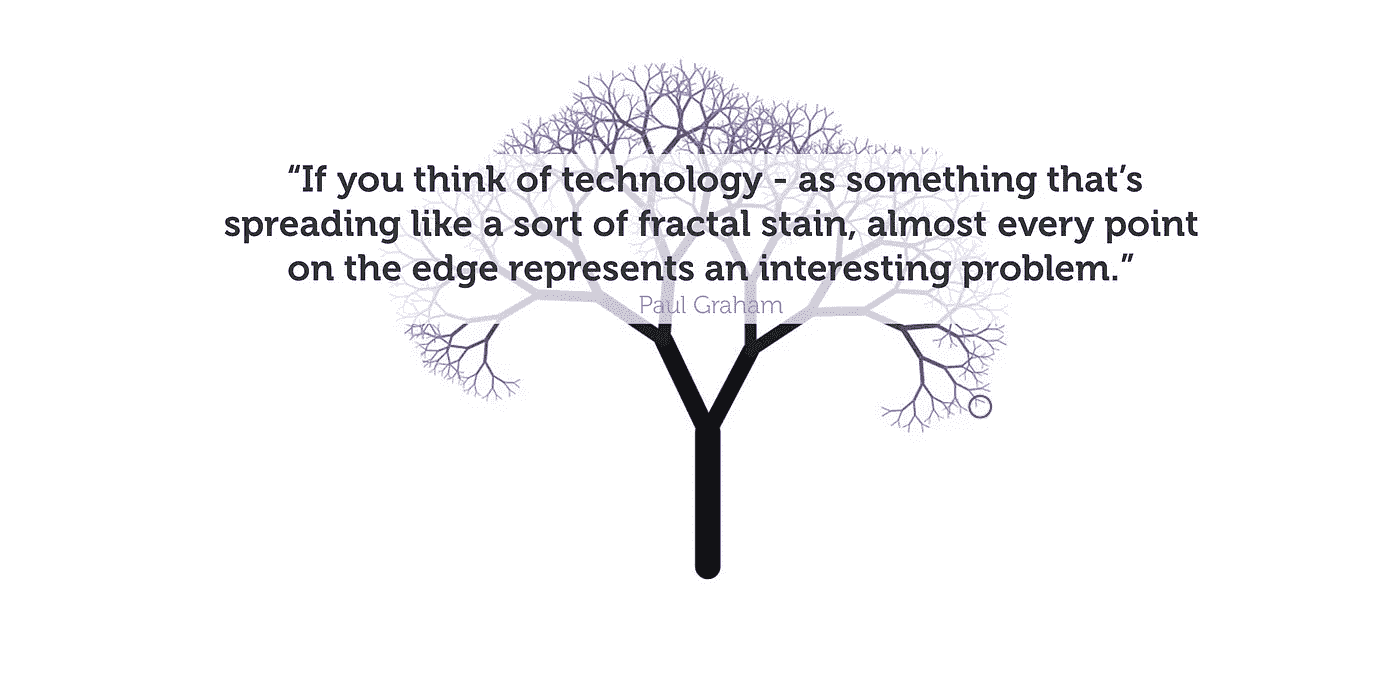 “If you think of technology - as something that’s
spreading like a sort of fractal stain, almost every point
on the edge represents an interesting problem.”
Paul Graham